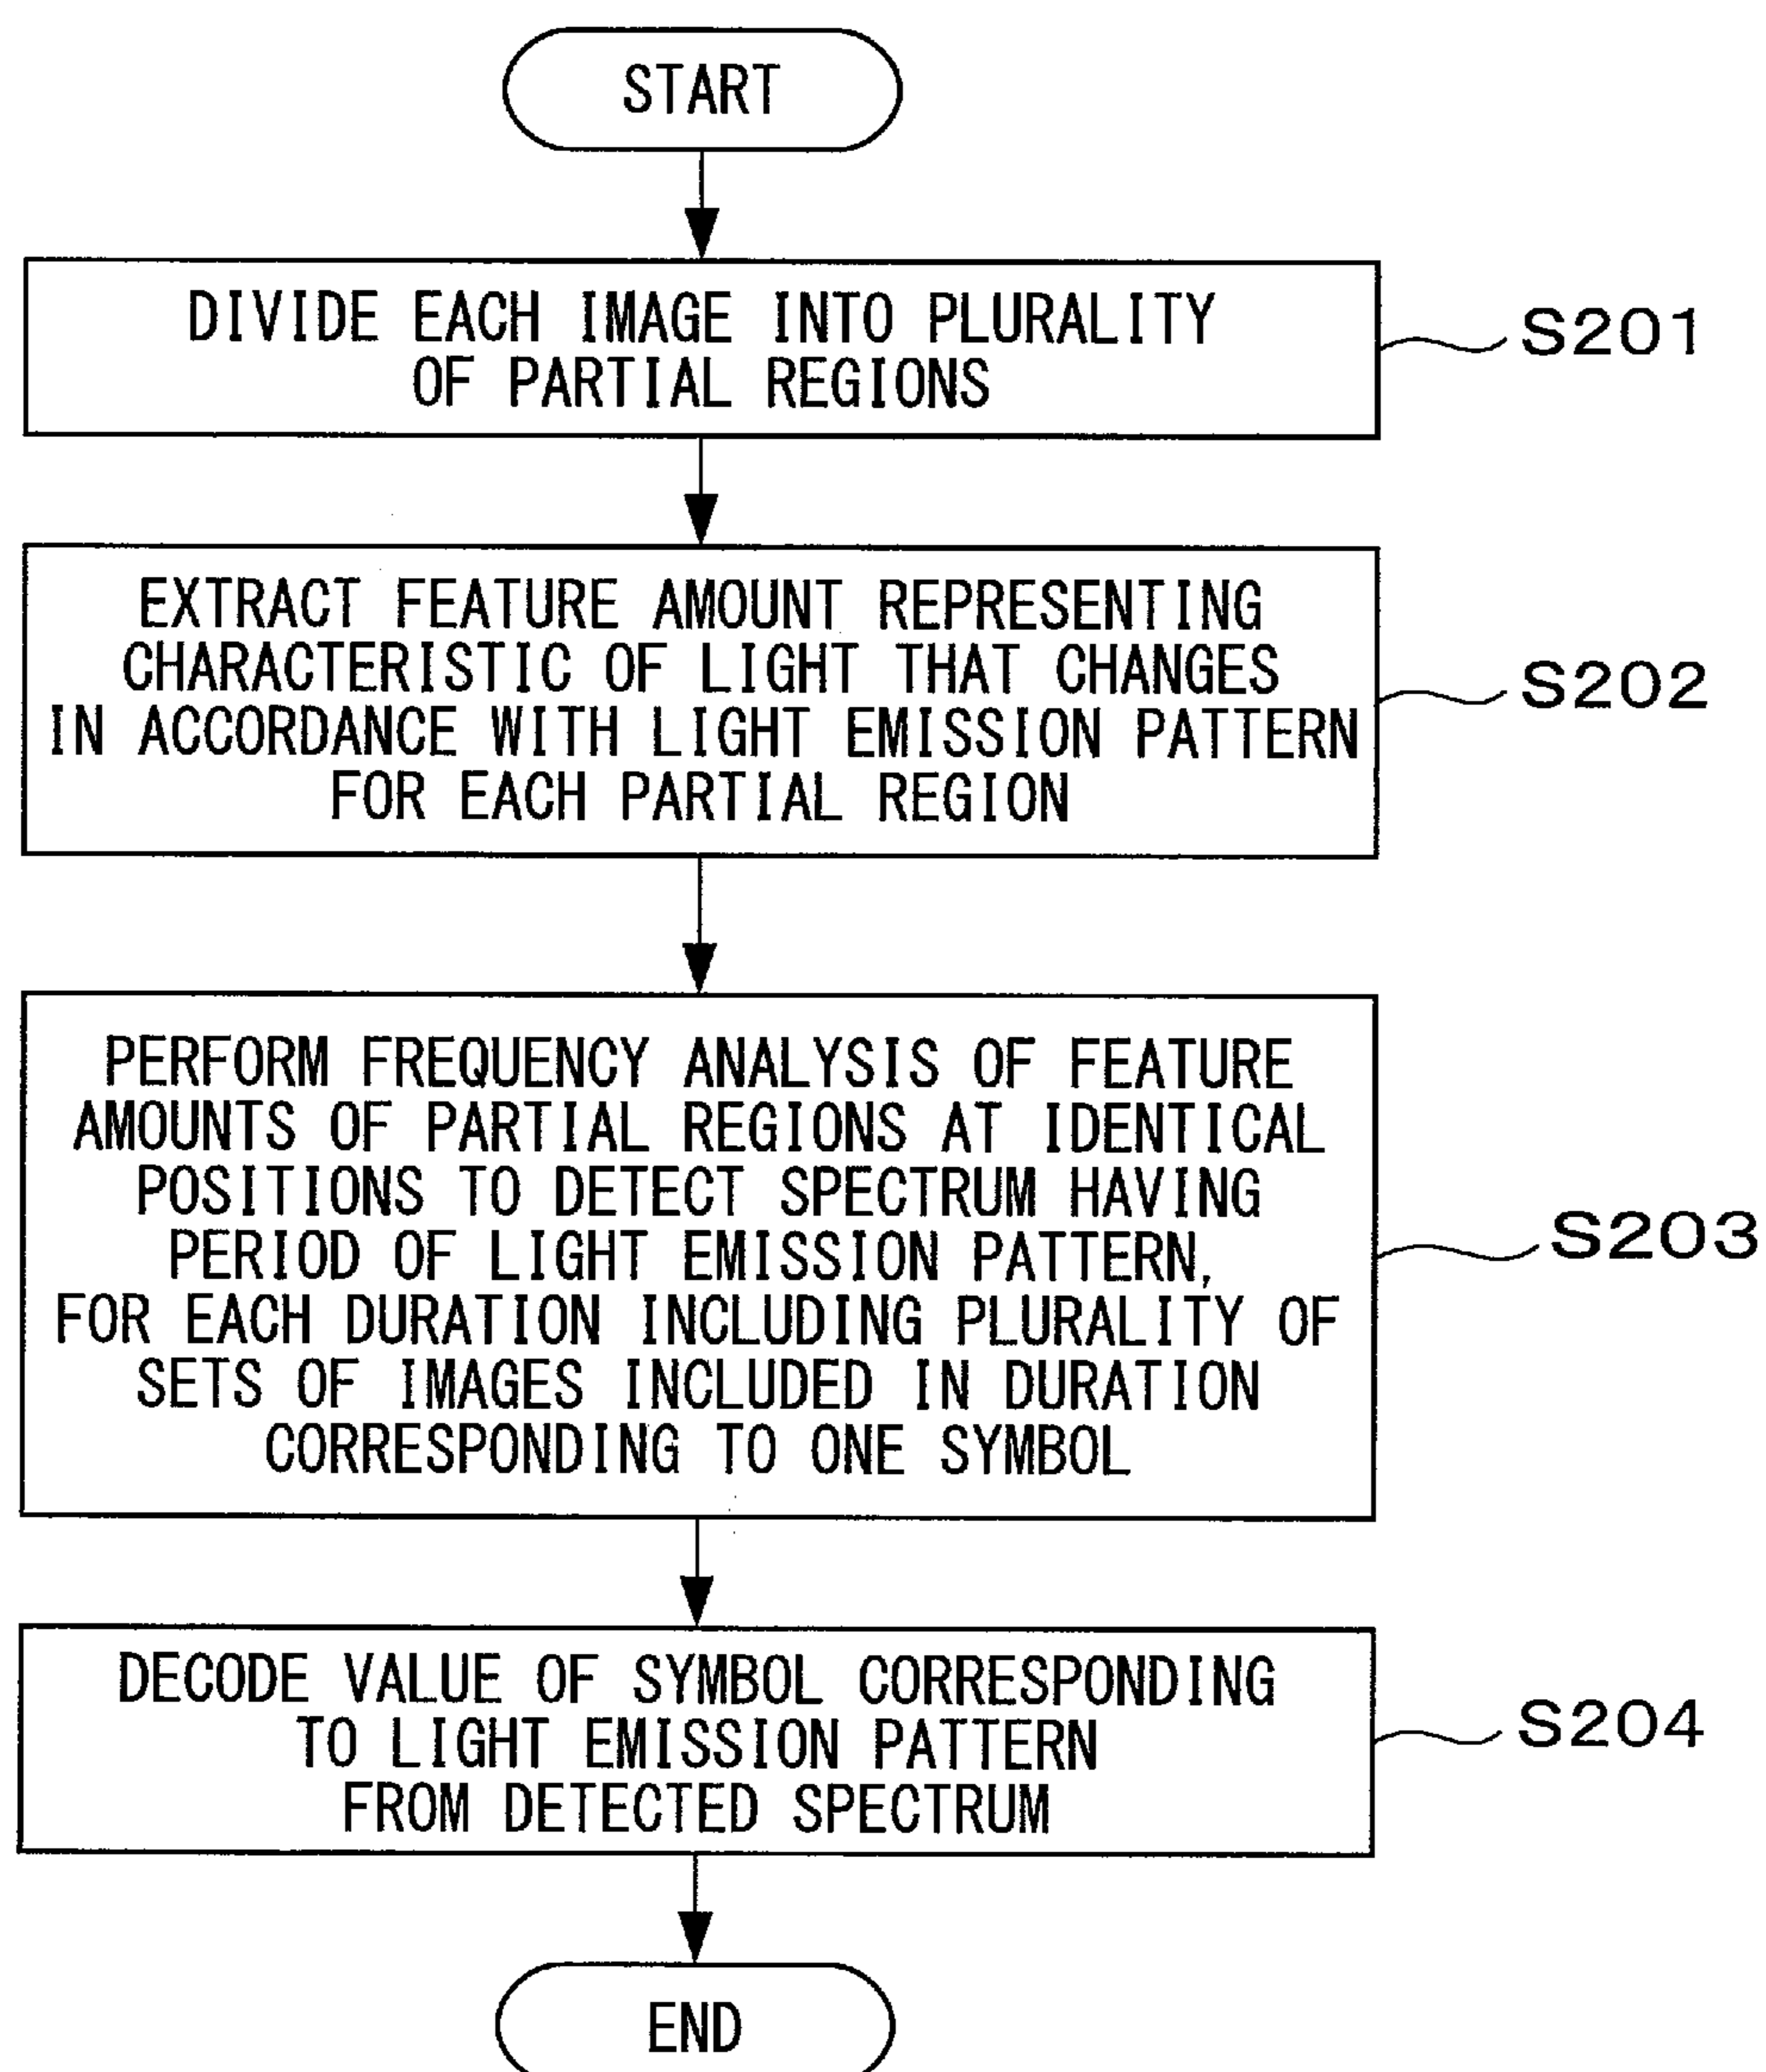 START
DIVIDE EACH IMAGE INTO PLURALITY
OF PARTIAL REGIONS
S201
EXTRACT FEATURE AMOUNT REPRESENTING
CHARACTERISTIC OF LIGHT THAT CHANGES
IN ACCORDANCE WITH LIGHT EMISSION PATTERN
FOR EACH PARTIAL REGION
S202
PERFORM FREQUENCY ANALYSIS OF FEATURE
AMOUNTS OF PARTIAL REGIONS AT IDENTICAL
POSITIONS TO DETECT SPECTRUM HAVING
PERIOD OF LIGHT EMISSION PATTERN,
FOR EACH DURATION INCLUDING PLURALITY OF
SETS OF IMAGES INCLUDED IN DURATION
CORRESPONDING TO ONE SYMBOL
S203
DECODE VALUE OF SYMBOL CORRESPONDING
TO LIGHT EMISSION PATTERN
FROM DETECTED SPECTRUM
S204
END